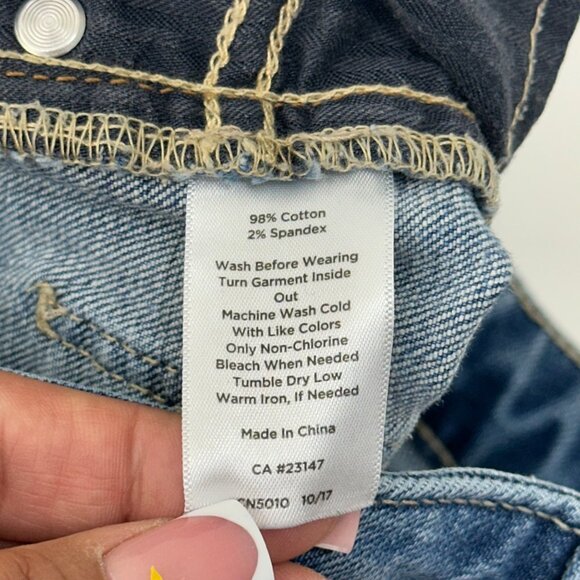 98% Cotton
2% Spandex
Wash Before Wearing
Turn Garment Inside
Out
Machine Wash Cold
With Like Colors
Only Non-Chlorine
Bleach When Needed
Tumble Dry Low
Warm Iron, If Needed
Made In China
CA #23147
10/17